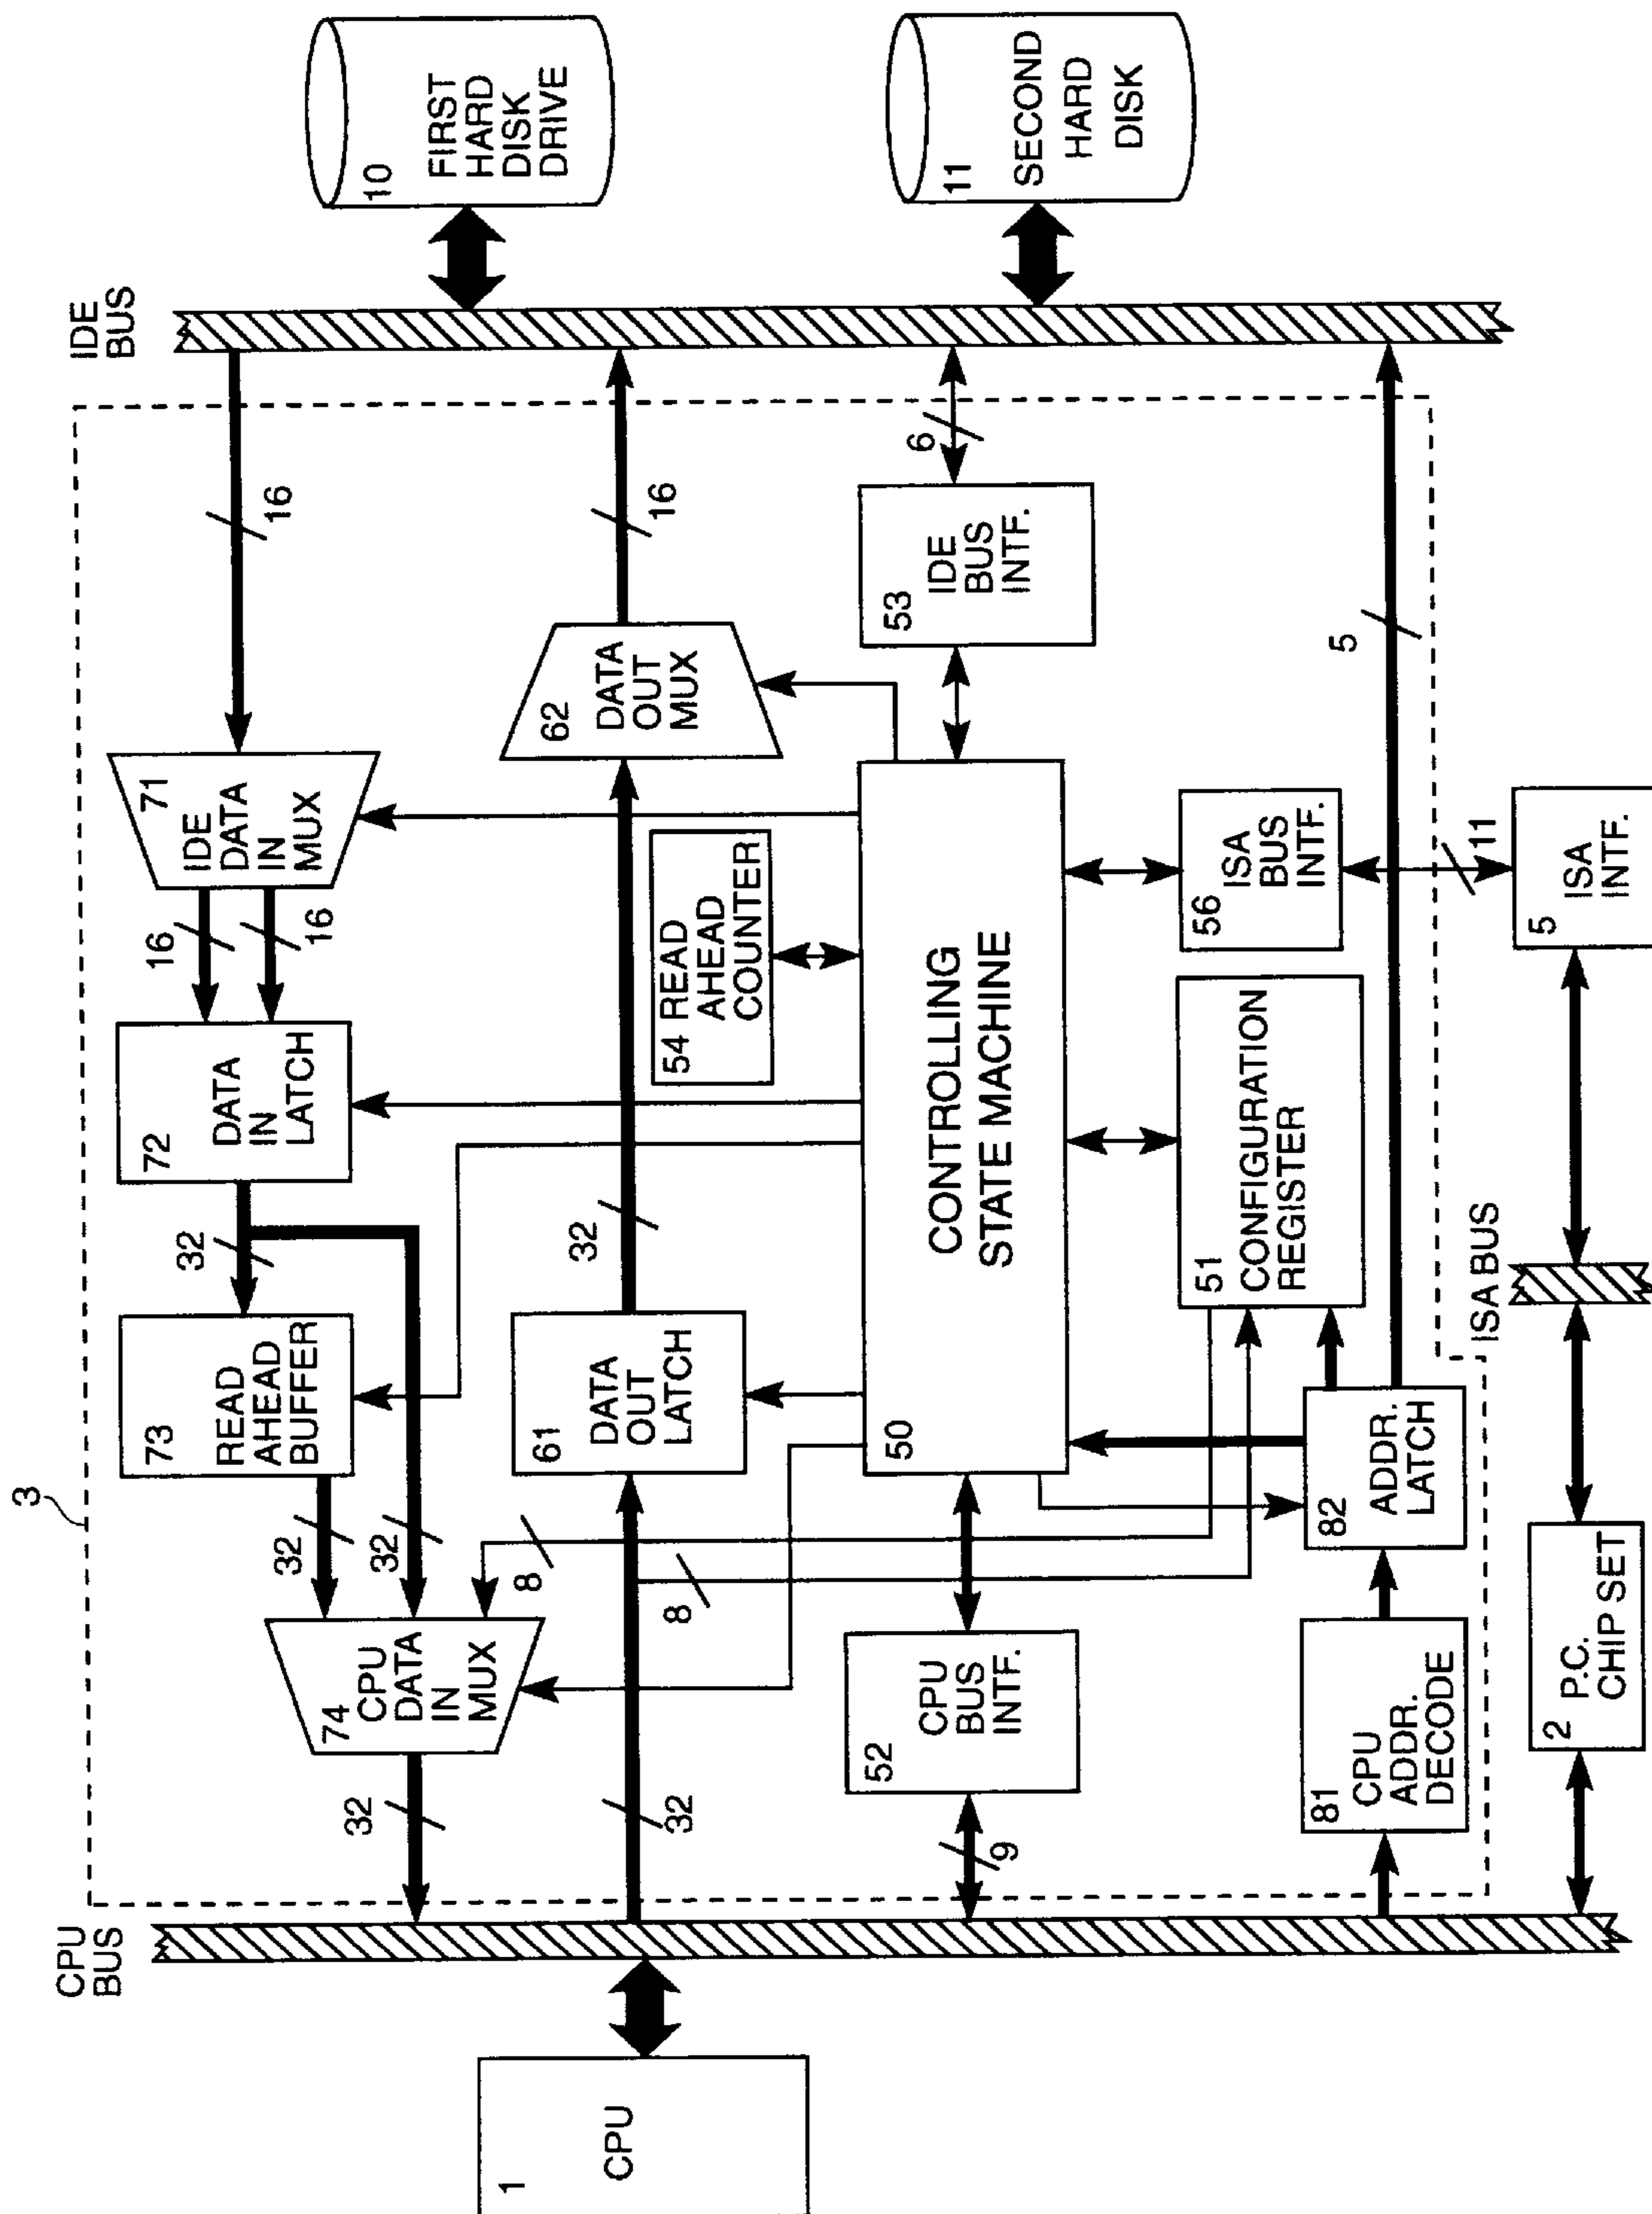 CPU
BUS
IDE
BUS
3
1
CPU
10
FIRST
HARD
DISK
DRIVE
11
SECOND
HARD
DISK
74
CPU
DATA
IN
MUX
32
32
32
73
READ
AHEAD
BUFFER
32
72
DATA
IN
LATCH
16
16
71
IDE
DATA
IN
MUX
16
32
8
8
61
DATA
OUT
LATCH
32
62
DATA
OUT
MUX
16
54 READ
AHEAD
COUNTER
9
52
CPU
BUS
INTF.
50
CONTROLLING
STATE MACHINE
53
IDE
BUS
INTF.
6
81
CPU
ADDR.
DECODE
82
ADDR.
LATCH
51
CONFIGURATION
REGISTER
56
ISA
BUS
INTF.
5
11
2
P.C.
CHIP SET
ISA BUS
5
ISA
INTF.